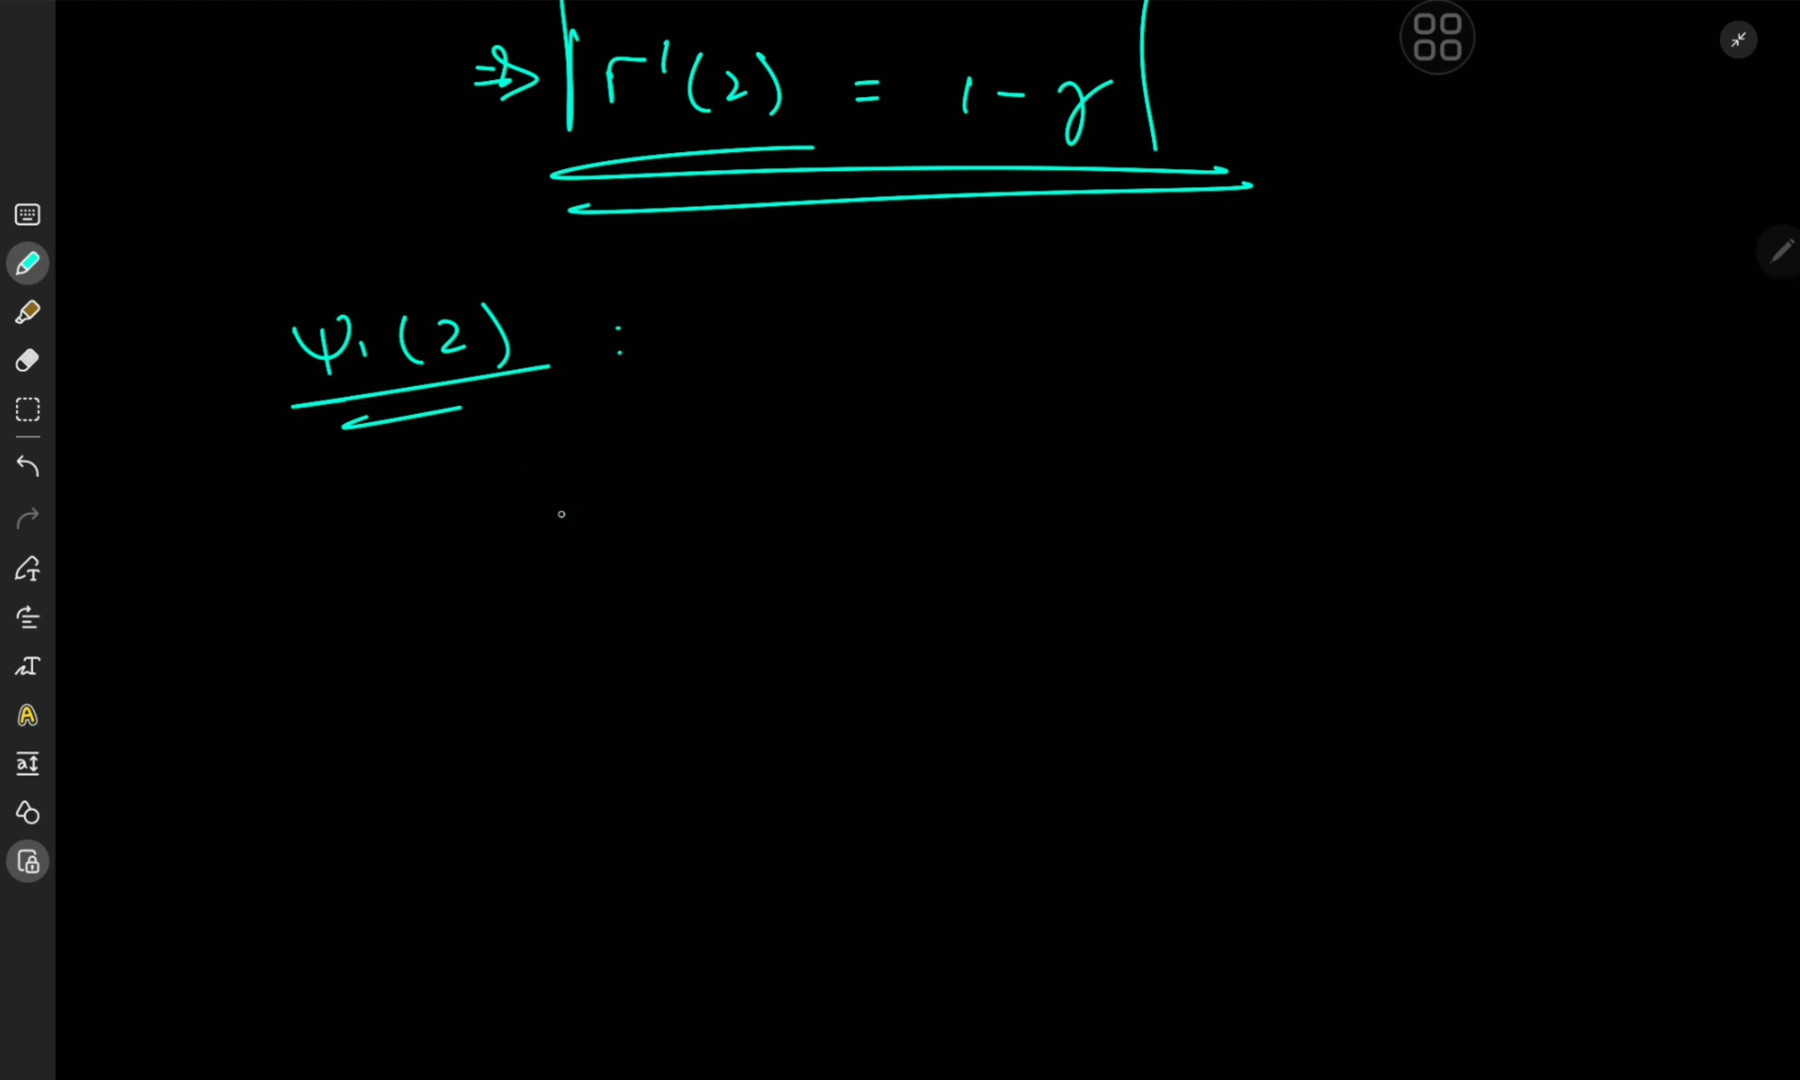 ⇒ Γ'(2) = 1 - γ
ψ₁(2) :